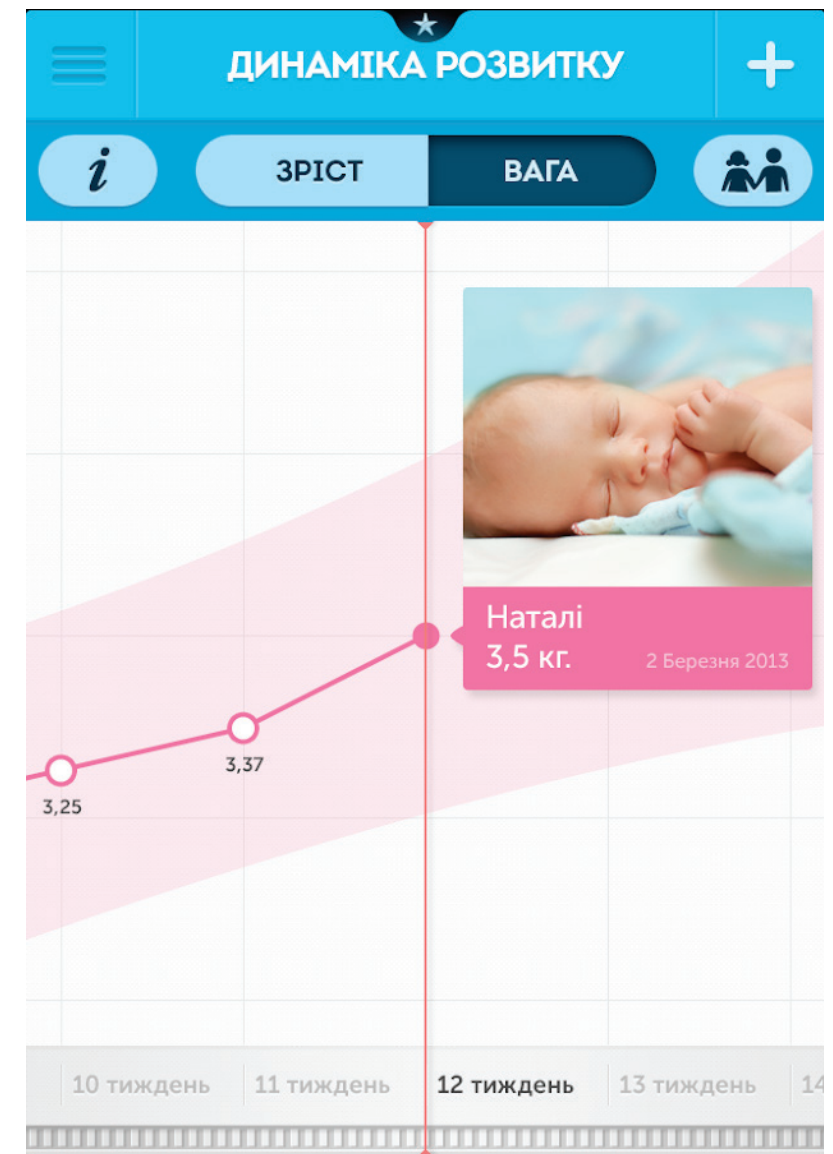 ДИНАМІКА РОЗВИТКУ
i
ЗРІСТ
ВАГА
Наталі
3,5 кг.
2 Березня 2013
3,37
3,25
10 тиждень
11 тиждень
12 тиждень
13 тиждень
14